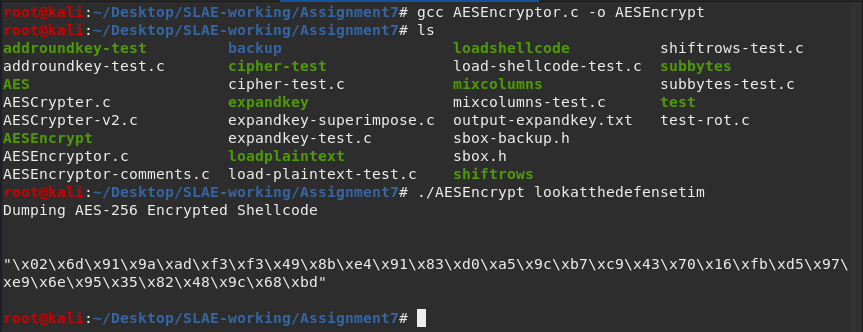 root@kali:~/Desktop/SLAE-working/Assignment7# gcc AESEncryptor.c -o AESEncrypt
root@kali:~/Desktop/SLAE-working/Assignment7# ls
addroundkey-test backup loadshellcode shiftrows-test.c
addroundkey-test.c cipher-test load-shellcode-test.c subbytes
AES cipher-test.c mixcolumns subbytes-test.c
AESCrypter.c expandkey mixcolumns-test.c test
AESCrypter-v2.c expandkey-superimpose.c output-expandkey.txt test-rot.c
AESEncrypt expandkey-test.c sbox-backup.h
AESEncryptor.c loadplaintext sbox.h
AESEncryptor-comments.c load-plaintext-test.c shiftrows
root@kali:~/Desktop/SLAE-working/Assignment7# ./AESEncrypt lookatthedefensetim
Dumping AES-256 Encrypted Shellcode
"\x02\x6d\x91\x9a\xad\xf3\xf3\x49\x8b\xe4\x91\x83\xd0\xa5\x9c\xb7\xc9\x43\x70\x16\xfb\xd5\x97\
xe9\x6e\x95\x35\x82\x48\x9c\x68\xbd"
root@kali:~/Desktop/SLAE-working/Assignment7#